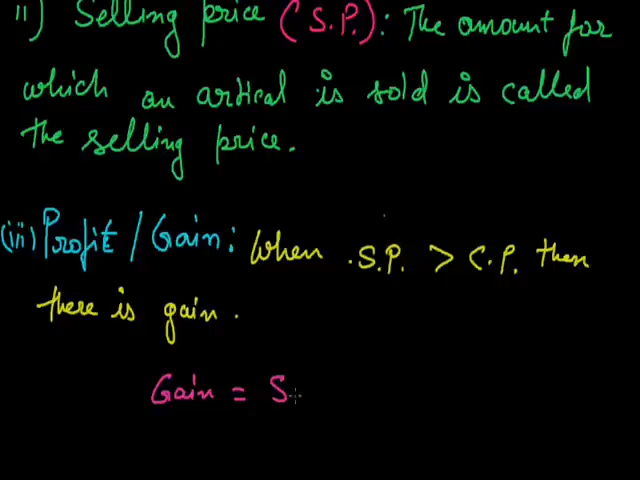 ii) Selling price (S.P.): The amount for
which an artical is sold is called
the selling price.
(iii) Profit / Gain: When .S.P. > C.P. then
there is gain.
Gain = S